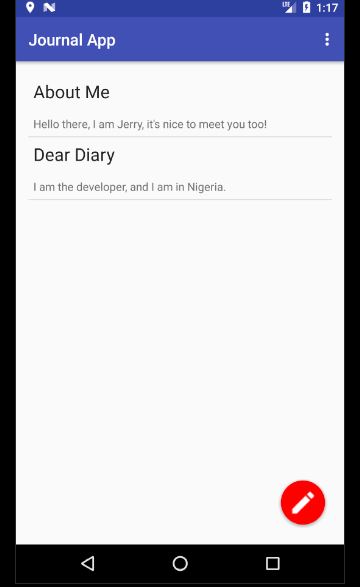 LTE 1:17
Journal App
About Me
Hello there, I am Jerry, it's nice to meet you too!
Dear Diary
I am the developer, and I am in Nigeria.